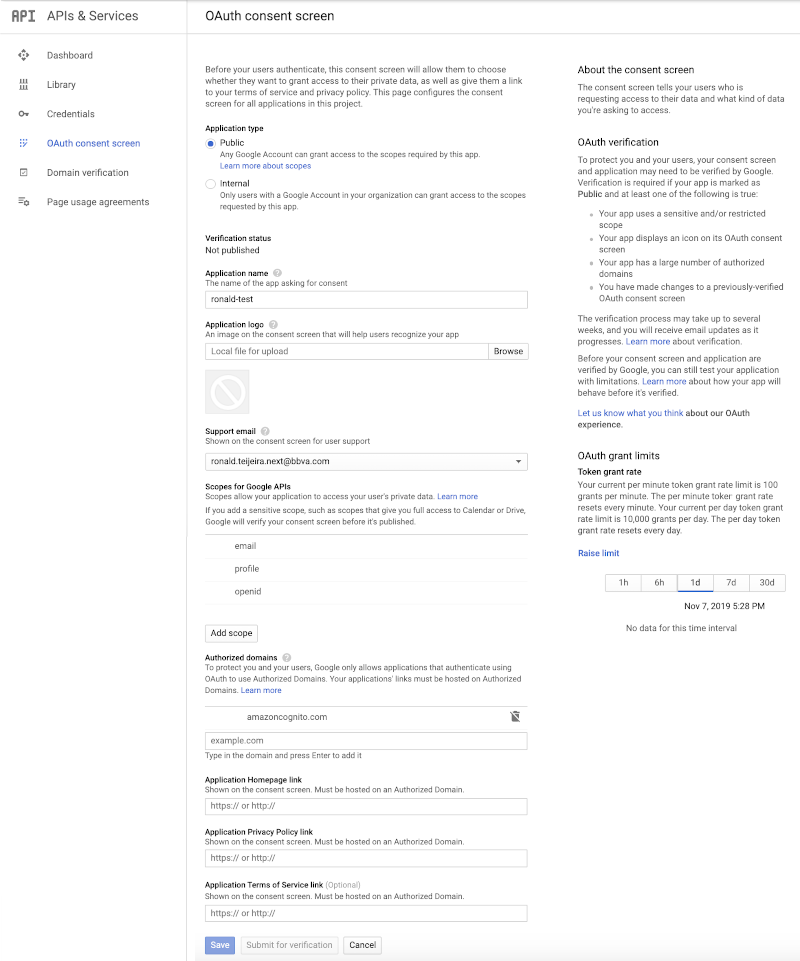 API APIs & Services
OAuth consent screen
Dashboard
Library
Credentials
OAuth consent screen
Domain verification
Page usage agreements
Before your users authenticate, this consent screen will allow them to choose
whether they want to grant access to their private data, as well as give them a link
to your terms of service and privacy policy. This page configures the consent
screen for all applications in this project.
Application type
Public
Any Google Account can grant access to the scopes required by this app.
Learn more about scopes
Internal
Only users with a Google Account in your organization can grant access to the scopes
requested by this app.
Verification status
Not published
Application name ?
The name of the app asking for consent
ronald-test
Application logo ?
An image on the consent screen that will help users recognize your app
Local file for upload
Browse
Support email ?
Shown on the consent screen for user support
ronald.teijeira.next@bbva.com
Scopes for Google APIs
Scopes allow your application to access your user's private data. Learn more
If you add a sensitive scope, such as scopes that give you full access to Calendar or Drive,
Google will verify your consent screen before it's published.
email
profile
openid
Add scope
Authorized domains ?
To protect you and your users, Google only allows applications that authenticate using
OAuth to use Authorized Domains. Your applications' links must be hosted on Authorized
Domains. Learn more
amazoncognito.com
example.com
Type in the domain and press Enter to add it
Application Homepage link
Shown on the consent screen. Must be hosted on an Authorized Domain.
https:// or http://
Application Privacy Policy link
Shown on the consent screen. Must be hosted on an Authorized Domain.
https:// or http://
Application Terms of Service link (Optional)
Shown on the consent screen. Must be hosted on an Authorized Domain.
https:// or http://
Save
Submit for verification
Cancel
About the consent screen
The consent screen tells your users who is
requesting access to their data and what kind of data
you're asking to access.
OAuth verification
To protect you and your users, your consent screen
and application may need to be verified by Google.
Verification is required if your app is marked as
Public and at least one of the following is true:
Your app uses a sensitive and/or restricted
scope
Your app displays an icon on its OAuth consent
screen
Your app has a large number of authorized
domains
You have made changes to a previously-verified
OAuth consent screen
The verification process may take up to several
weeks, and you will receive email updates as it
progresses. Learn more about verification.
Before your consent screen and application are
verified by Google, you can still test your application
with limitations. Learn more about how your app will
behave before it's verified.
Let us know what you think about our OAuth
experience.
OAuth grant limits
Token grant rate
Your current per minute token grant rate limit is 100
grants per minute. The per minute token grant rate
resets every minute. Your current per day token grant
rate limit is 10,000 grants per day. The per day token
grant rate resets every day.
Raise limit
1h 6h 1d 7d 30d
Nov 7, 2019 5:28 PM
No data for this time interval